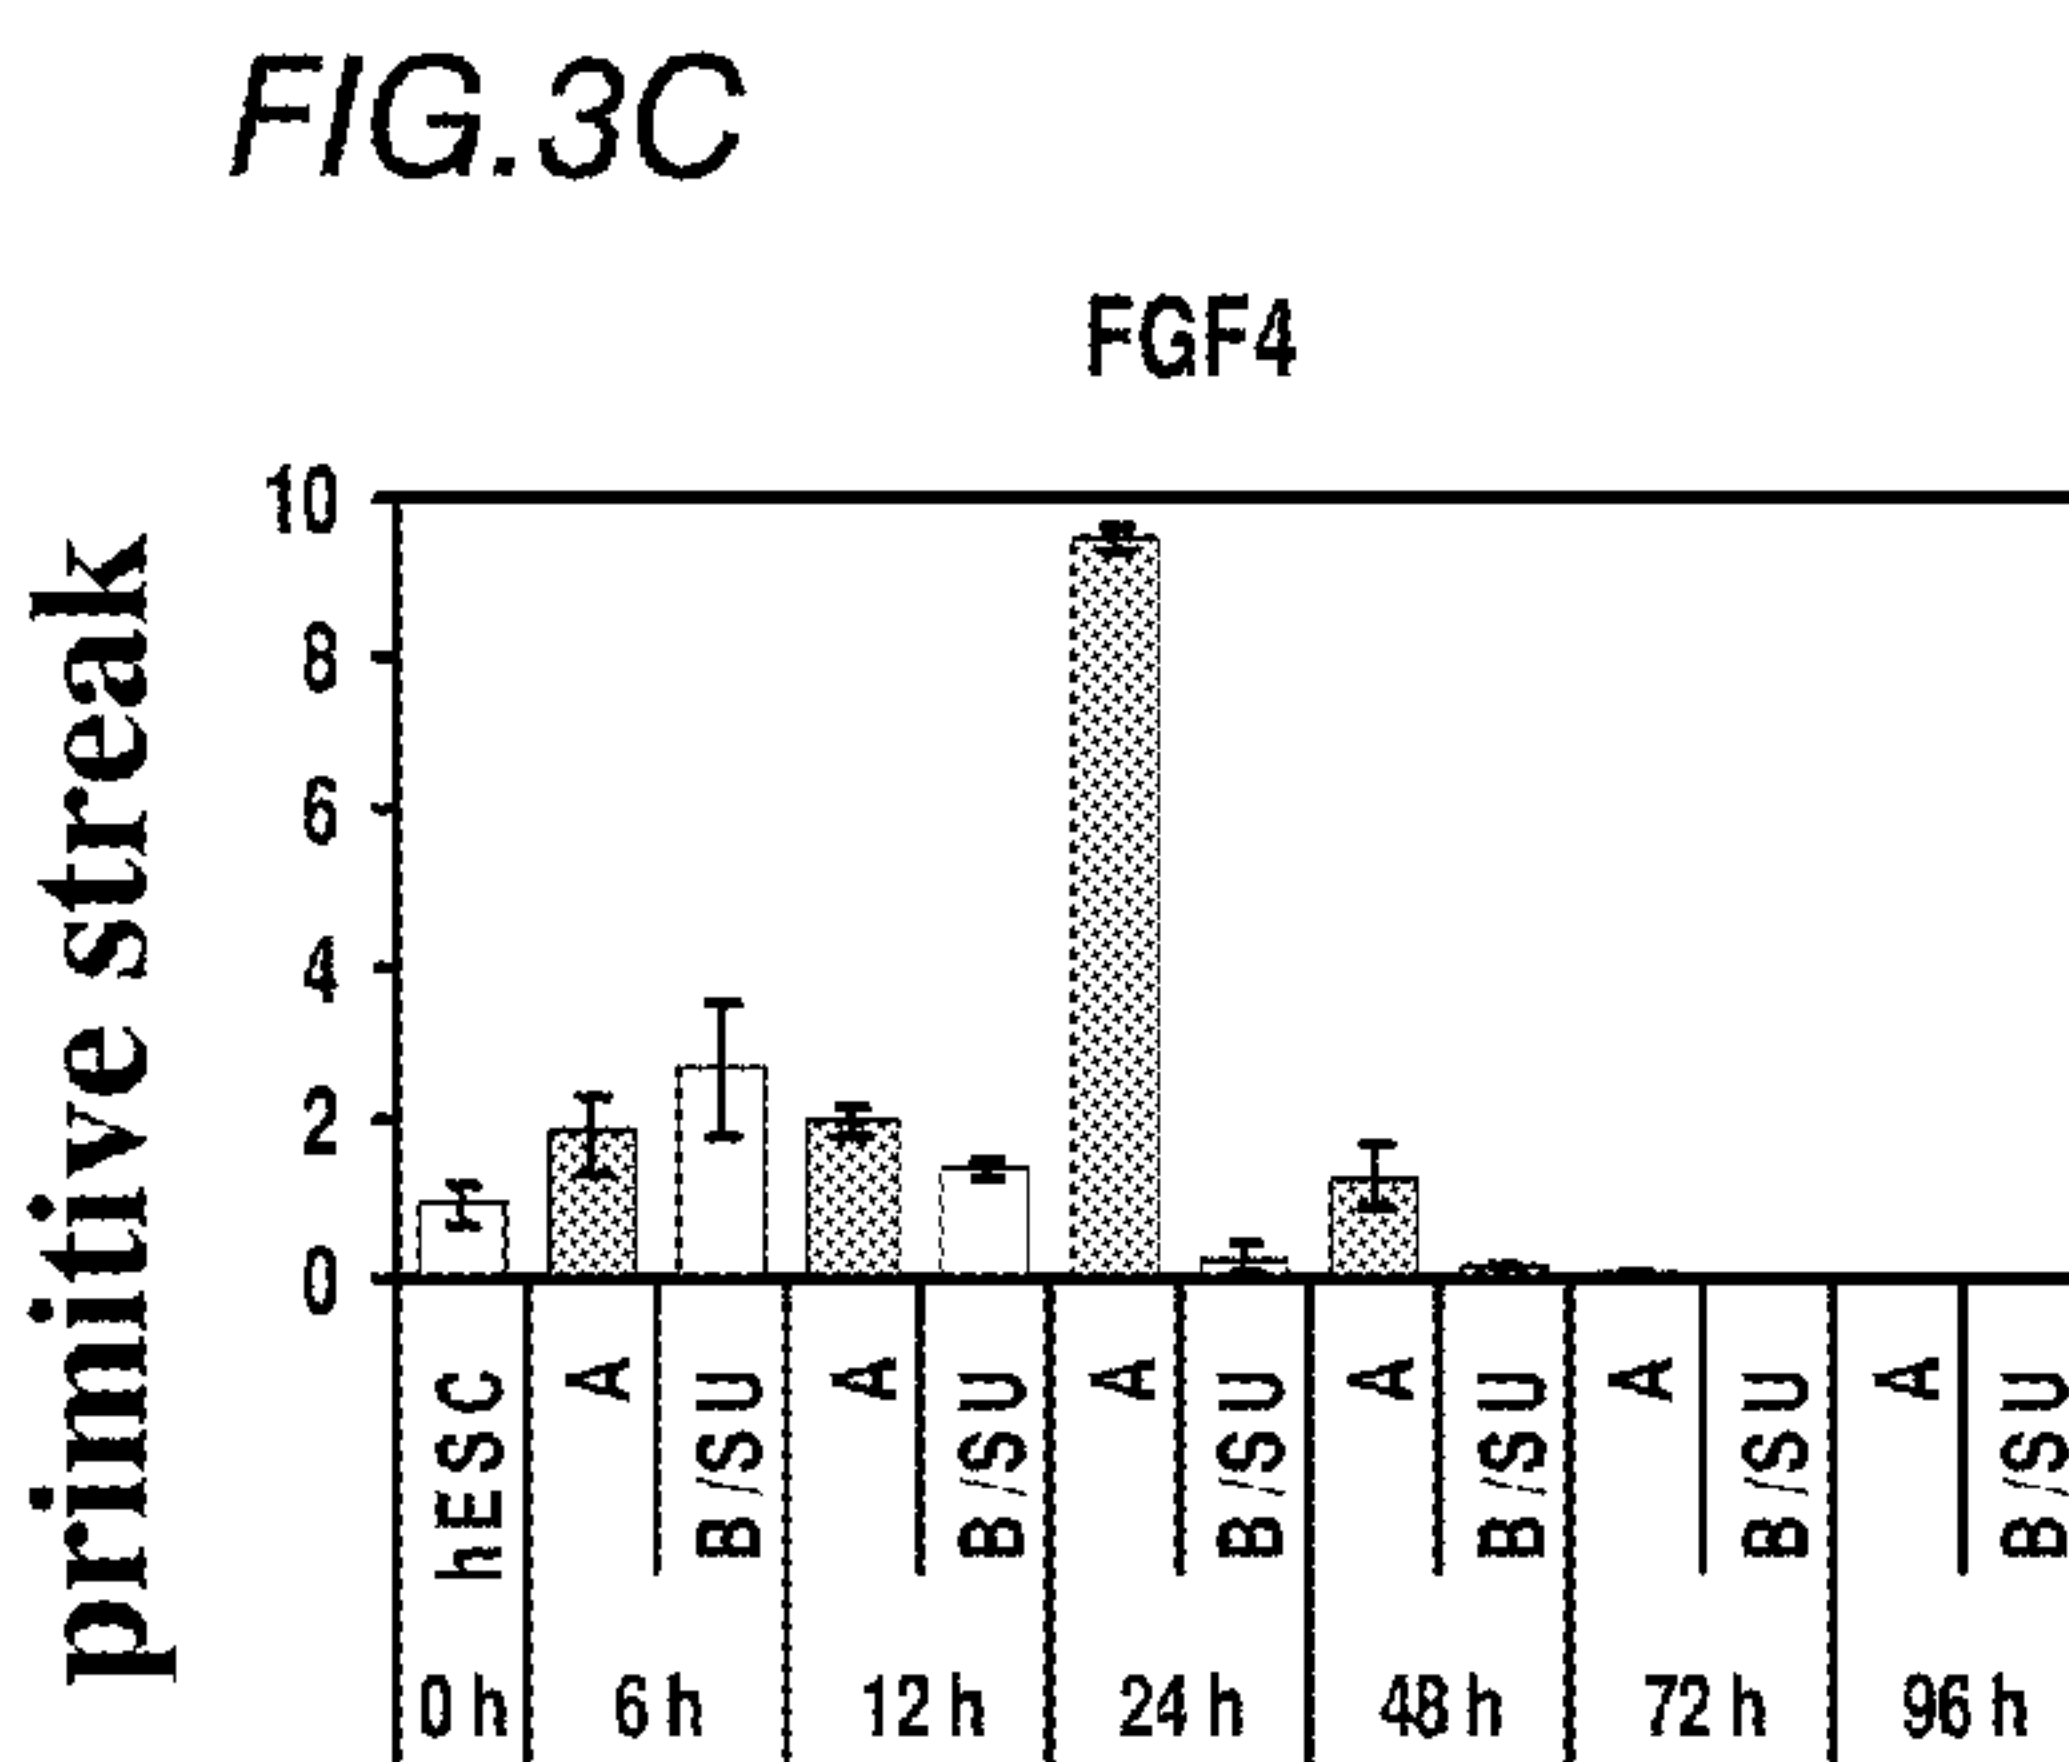 FIG.3C
FGF4
primitive streak
10
8
6
4
2
0
hESC A B/SU A B/SU A B/SU A B/SU A B/SU A B/SU
0 h 6 h 12 h 24 h 48 h 72 h 96 h